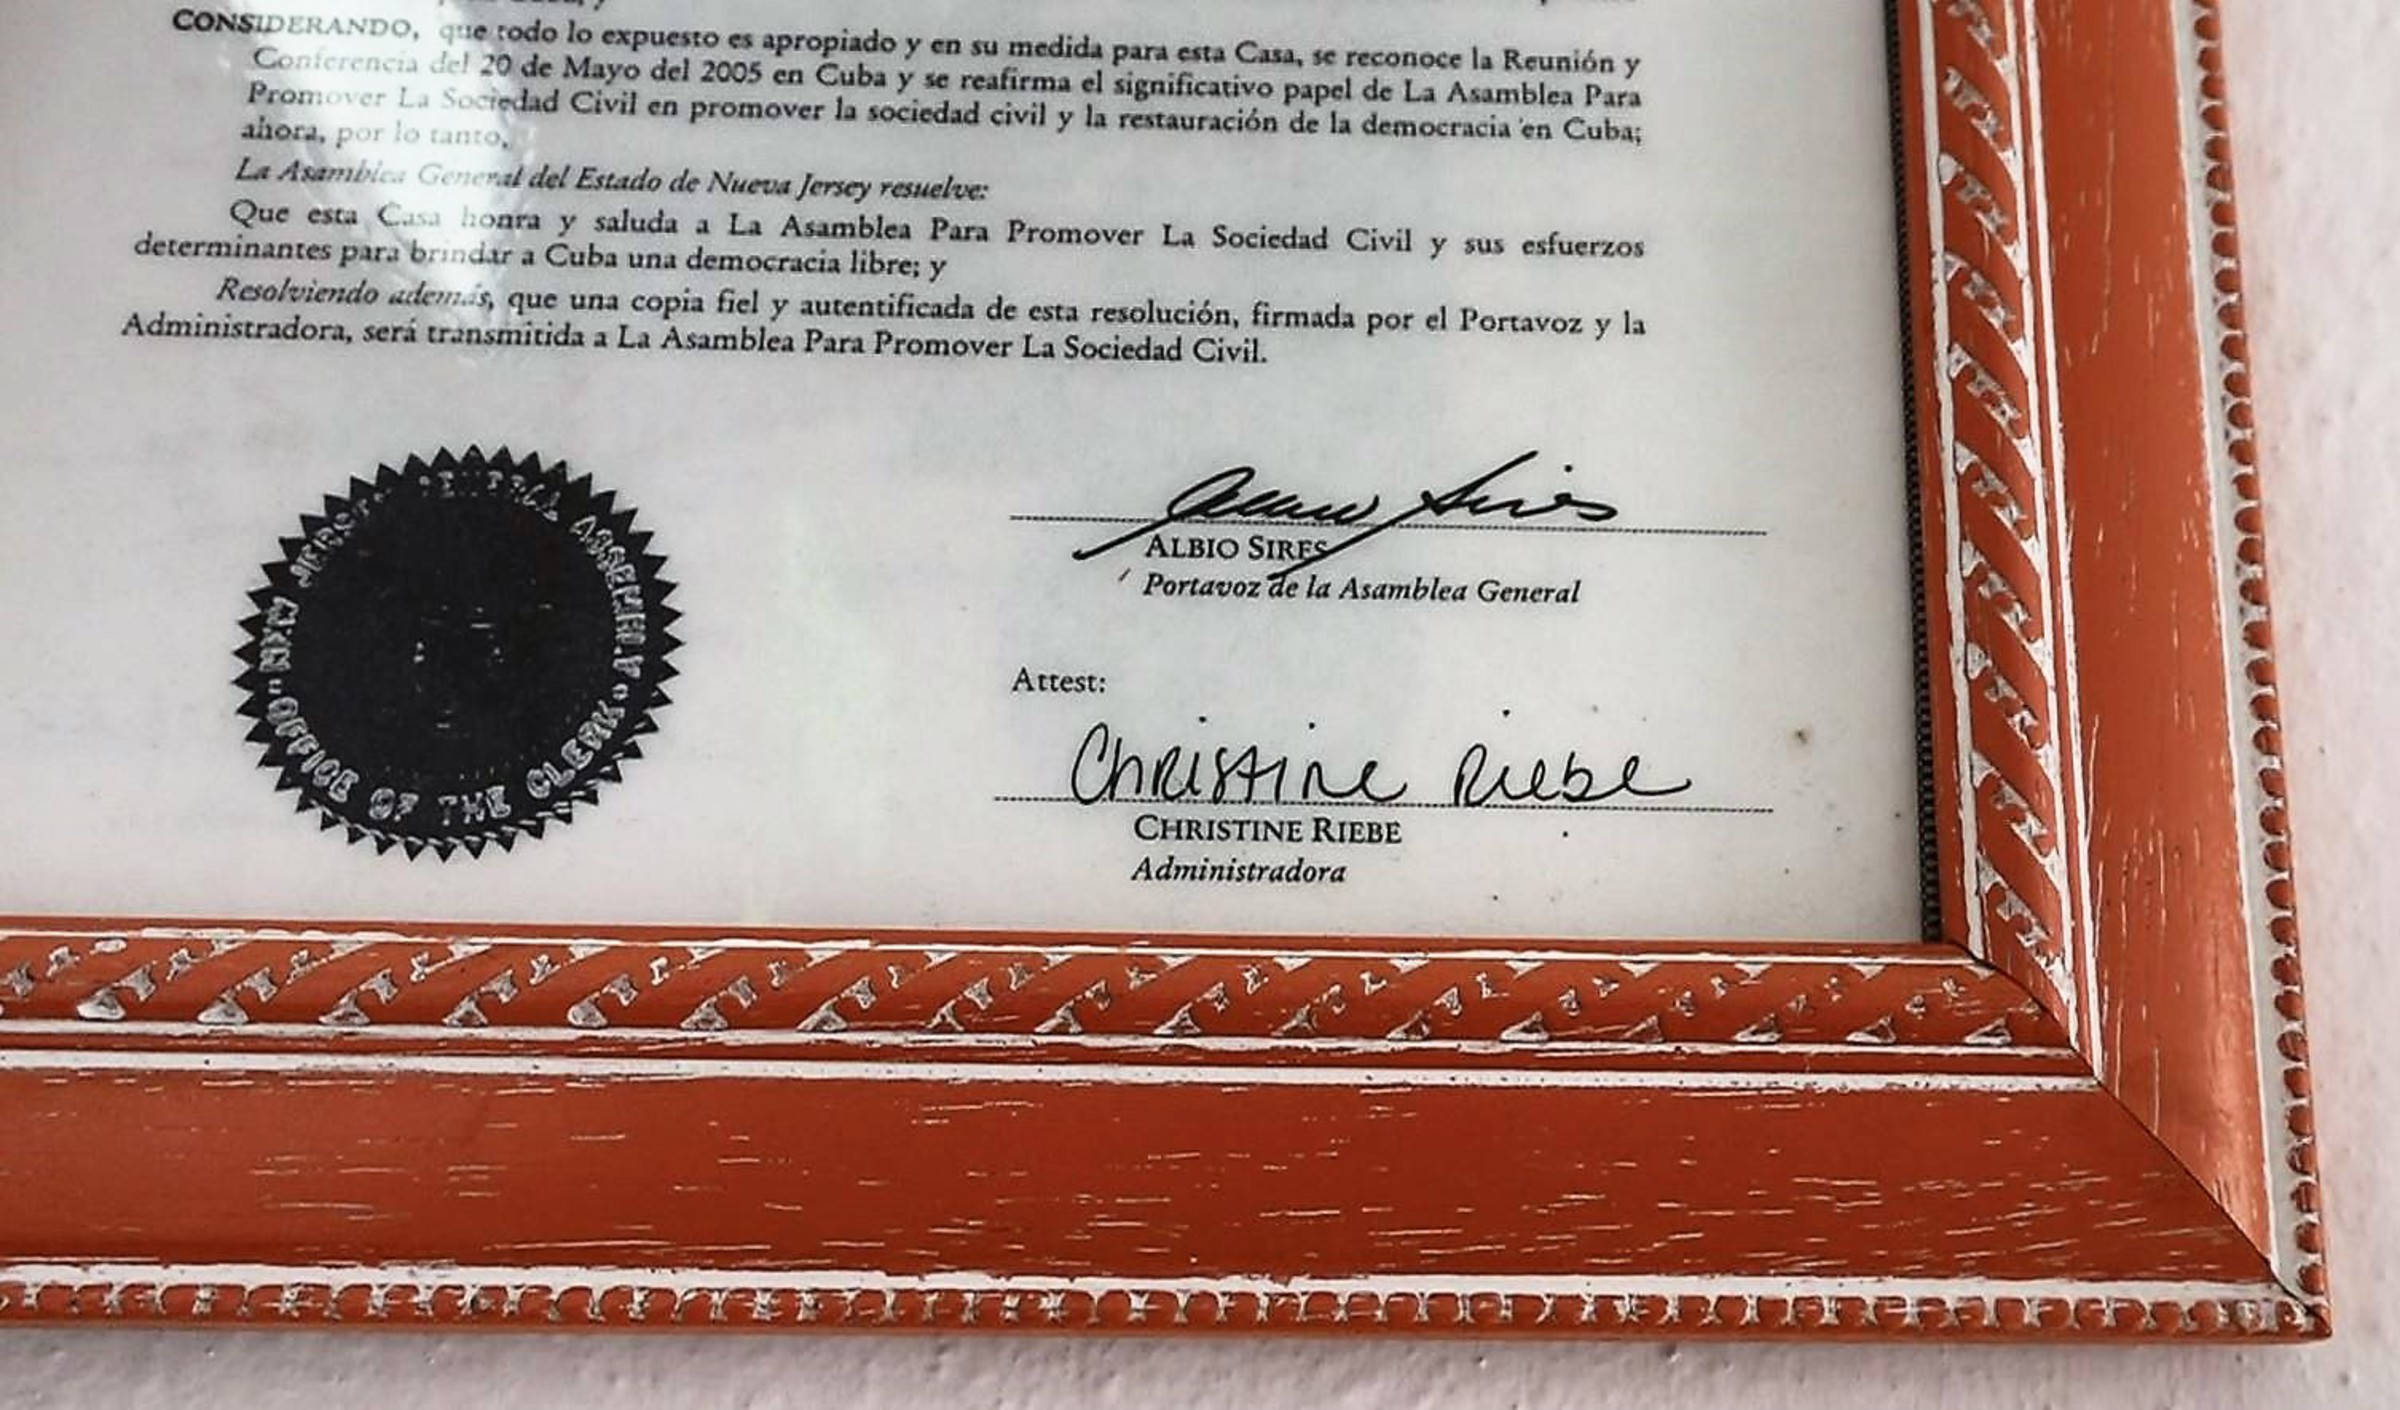 CONSIDERANDO, que todo lo expuesto es apropiado y en su medida para esta Casa, se reconoce la Reunión y
Conferencia del 20 de Mayo del 2005 en Cuba y se reafirma el significativo papel de La Asamblea Para
Promover La Sociedad Civil en promover la sociedad civil y la restauración de la democracia en Cuba;
ahora, por lo tanto,
La Asamblea General del Estado de Nueva Jersey resuelve:
Que esta Casa honra y saluda a La Asamblea Para Promover La Sociedad Civil y sus esfuerzos
determinantes para brindar a Cuba una democracia libre; y
Resolviendo además, que una copia fiel y autentificada de esta resolución, firmada por el Portavoz y la
Administradora, será transmitida a La Asamblea Para Promover La Sociedad Civil.
NEW JERSEY GENERAL ASSEMBLY
OFFICE OF THE CLERK
Albio Sires
ALBIO SIRES
Portavoz de la Asamblea General
Attest:
Christine Riebe
CHRISTINE RIEBE
Administradora